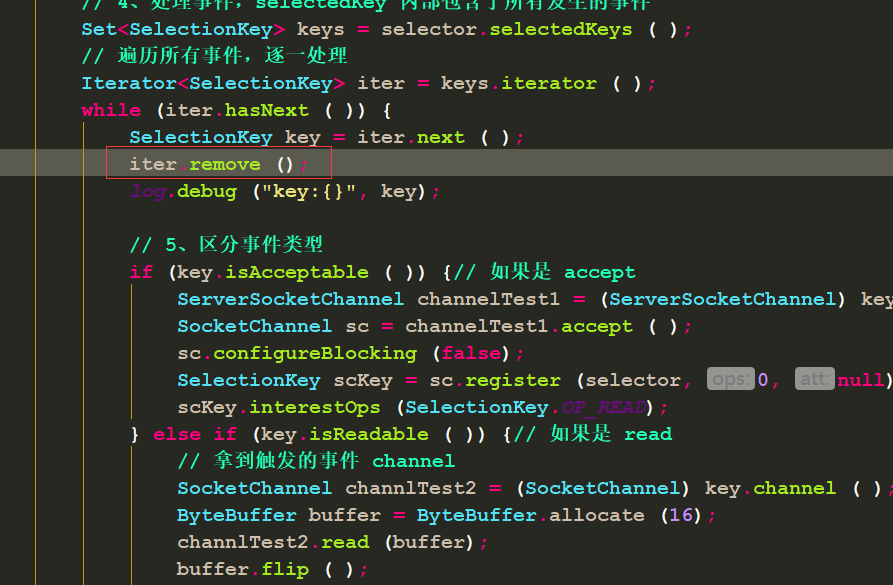 // 4、处理事件, selectedKey 内部包含了所有发生的事件
Set<SelectionKey> keys = selector.selectedKeys ( );
// 遍历所有事件, 逐一处理
Iterator<SelectionKey> iter = keys.iterator ( );
while (iter.hasNext ( )) {
SelectionKey key = iter.next ( );
iter.remove ();
log.debug ("key:{}", key);
// 5、区分事件类型
if (key.isAcceptable ( )) {// 如果是 accept
ServerSocketChannel channelTest1 = (ServerSocketChannel) key
SocketChannel sc = channelTest1.accept ( );
sc.configureBlocking (false);
SelectionKey scKey = sc.register (selector, ops: 0, att: null)
scKey.interestOps (SelectionKey.OP_READ);
} else if (key.isReadable ( )) {// 如果是 read
// 拿到触发的事件 channel
SocketChannel channlTest2 = (SocketChannel) key.channel ( );
ByteBuffer buffer = ByteBuffer.allocate (16);
channlTest2.read (buffer);
buffer.flip ( );